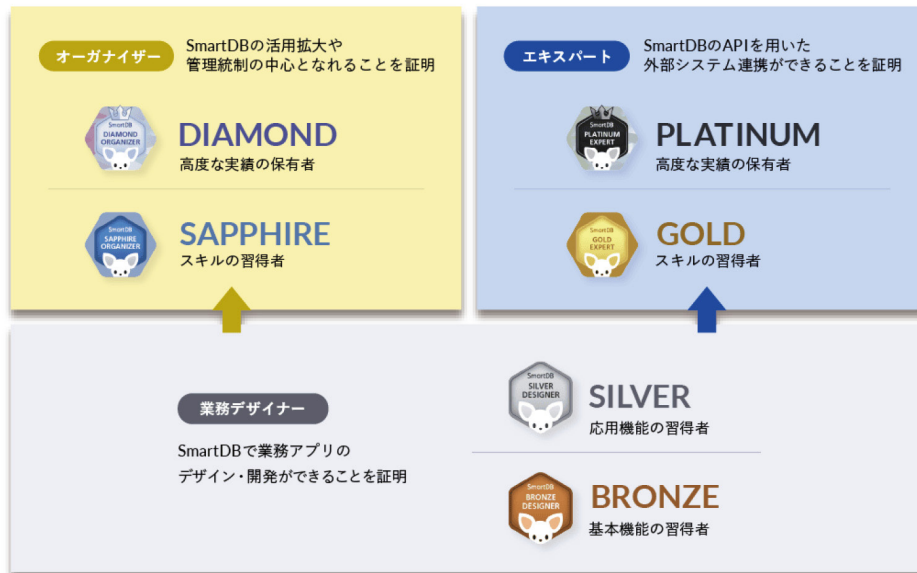 オーガナイザー
SmartDBの活用拡大や
管理統制の中心となれることを証明
SmartDB
DIAMOND
ORGANIZER
DIAMOND
高度な実績の保有者
SmartDB
SAPPHIRE
ORGANIZER
SAPPHIRE
スキルの習得者
エキスパート
SmartDBのAPIを用いた
外部システム連携ができることを証明
SmartDB
PLATINUM
EXPERT
PLATINUM
高度な実績の保有者
SmartDB
GOLD
EXPERT
GOLD
スキルの習得者
業務デザイナー
SmartDBで業務アプリの
デザイン・開発ができることを証明
SmartDB
SILVER
DESIGNER
SILVER
応用機能の習得者
SmartDB
BRONZE
DESIGNER
BRONZE
基本機能の習得者